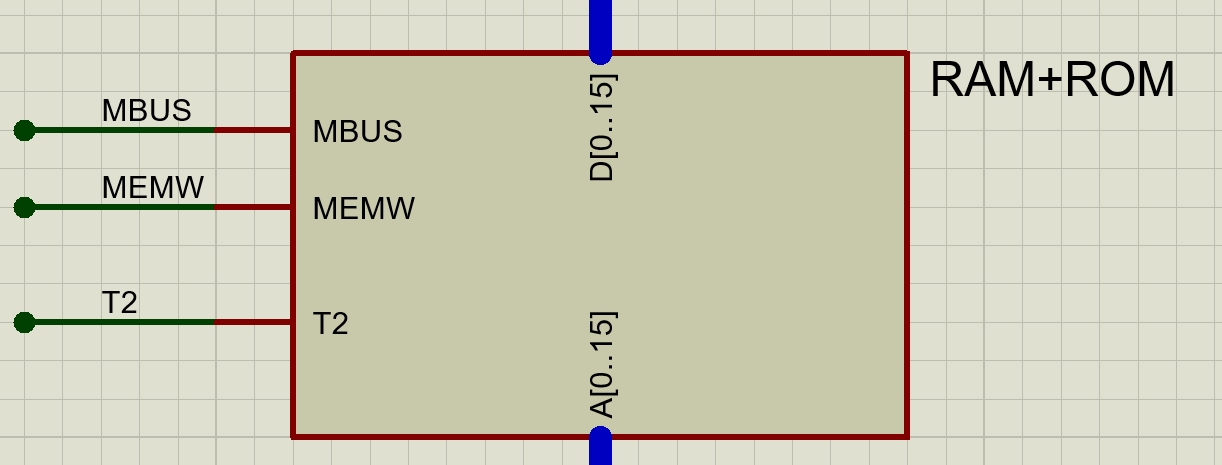 RAM+ROM
D[0..15]
MBUS
MBUS
MEMW
MEMW
T2
T2
A[0..15]